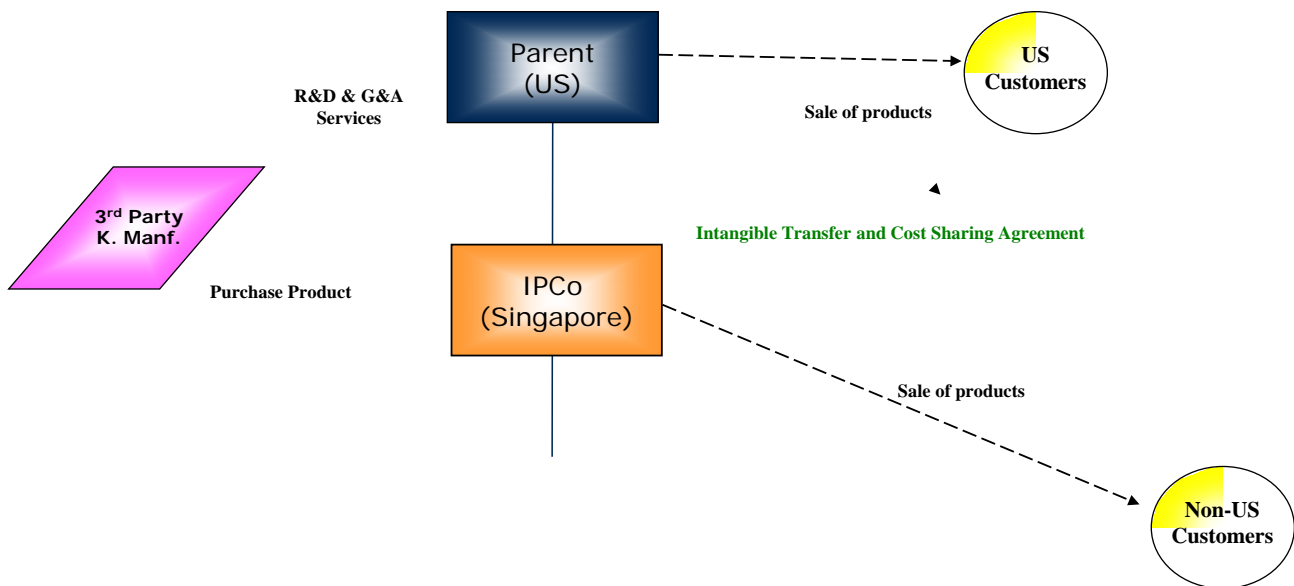 Parent
(US)
US
Customers
R&D & G&A
Services
Sale of products
3rd Party
K. Manf.
Intangible Transfer and Cost Sharing Agreement
Purchase Product
IPCo
(Singapore)
Sale of products
Non-US
Customers